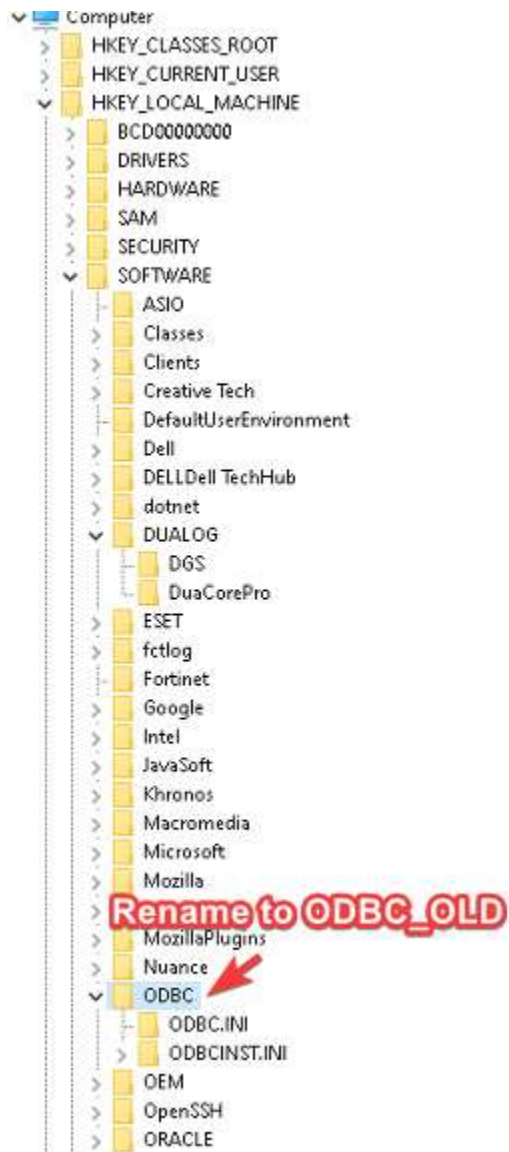 Computer
HKEY_CLASSES_ROOT
HKEY_CURRENT_USER
HKEY_LOCAL_MACHINE
BCD00000000
DRIVERS
HARDWARE
SAM
SECURITY
SOFTWARE
ASIO
Classes
Clients
Creative Tech
DefaultUserEnvironment
Dell
DELLDell TechHub
dotnet
DUALOG
DGS
DuaCorePro
ESET
fctlog
Fortinet
Google
Intel
JavaSoft
Khronos
Macromedia
Microsoft
Mozilla
Rename to ODBC_OLD
MozillaPlugins
Nuance
ODBC
ODBC.INI
ODBCINST.INI
OEM
OpenSSH
ORACLE